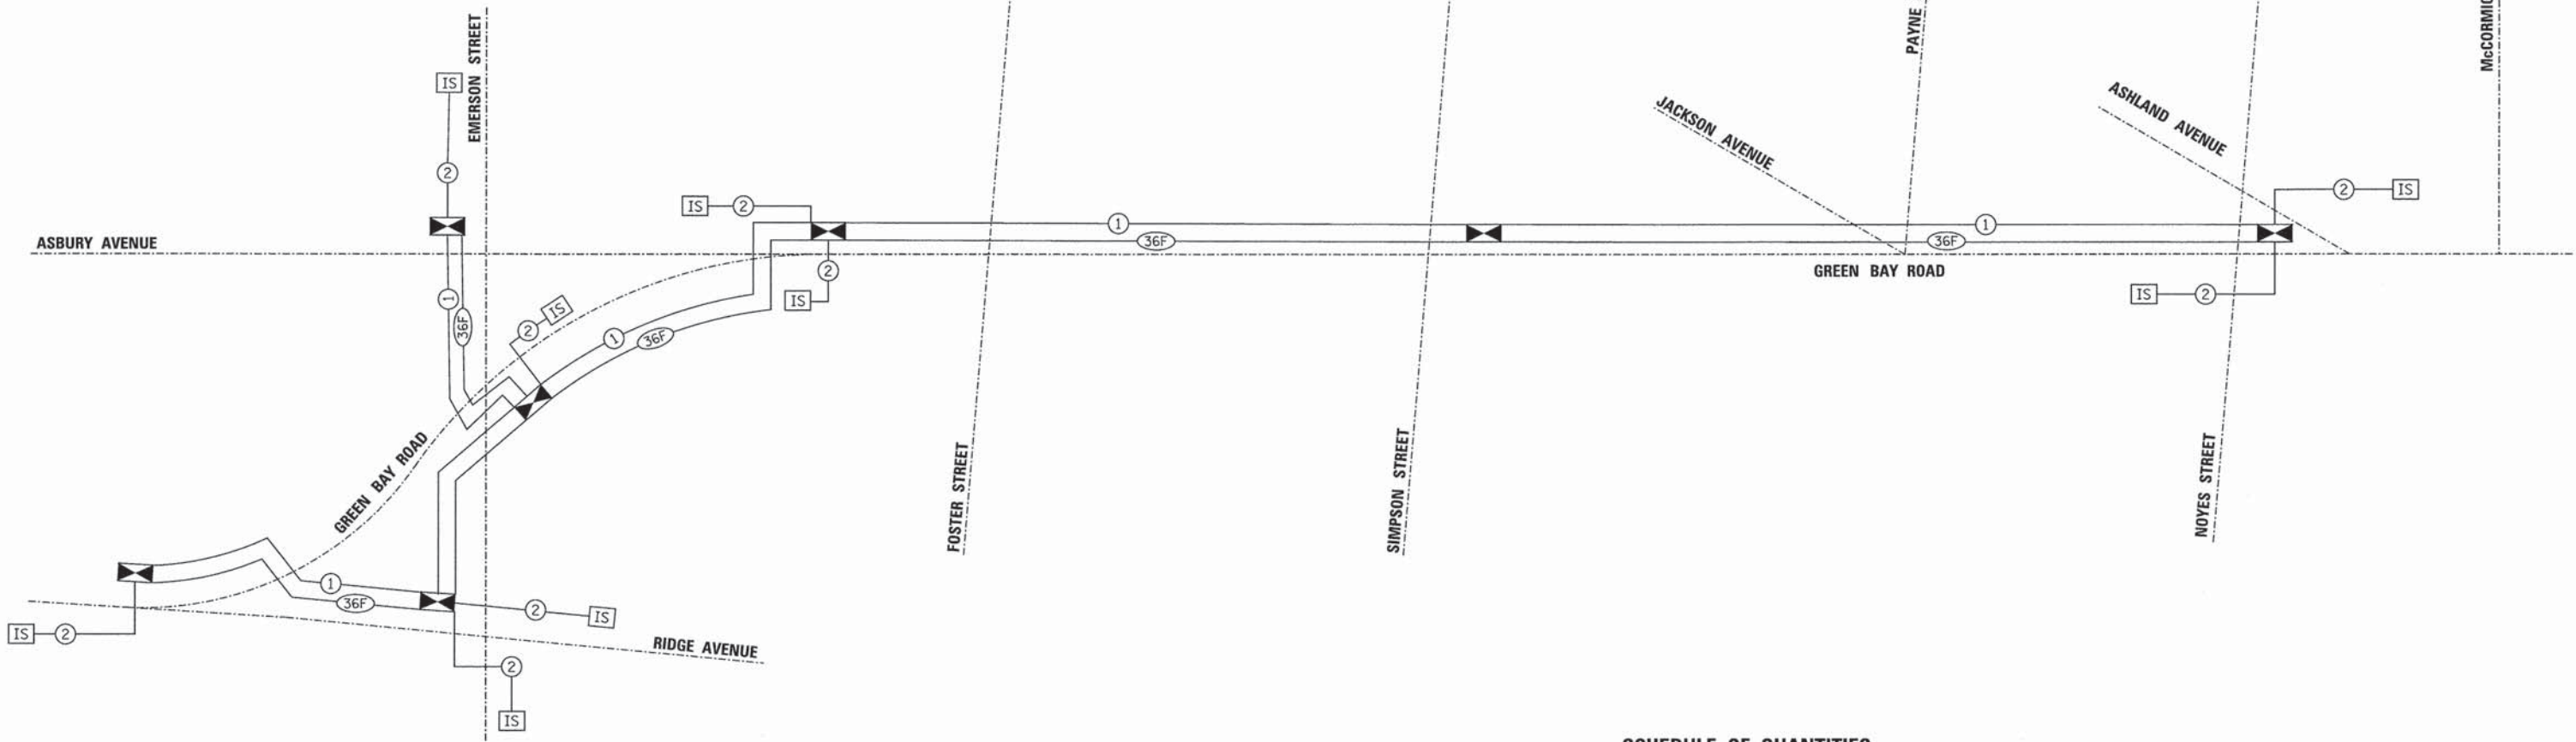 EMERSON STREET
PAYNE
IS
JACKSON AVENUE
ASHLAND AVENUE
2
IS
2
2
IS
1
1
ASBURY AVENUE
36F
36F
2
GREEN BAY ROAD
IS
IS
2
1
36F
2
IS
1
36F
GREEN BAY ROAD
FOSTER STREET
SIMPSON STREET
NOYES STREET
1
36F
2
IS
IS
2
RIDGE AVENUE
2
IS